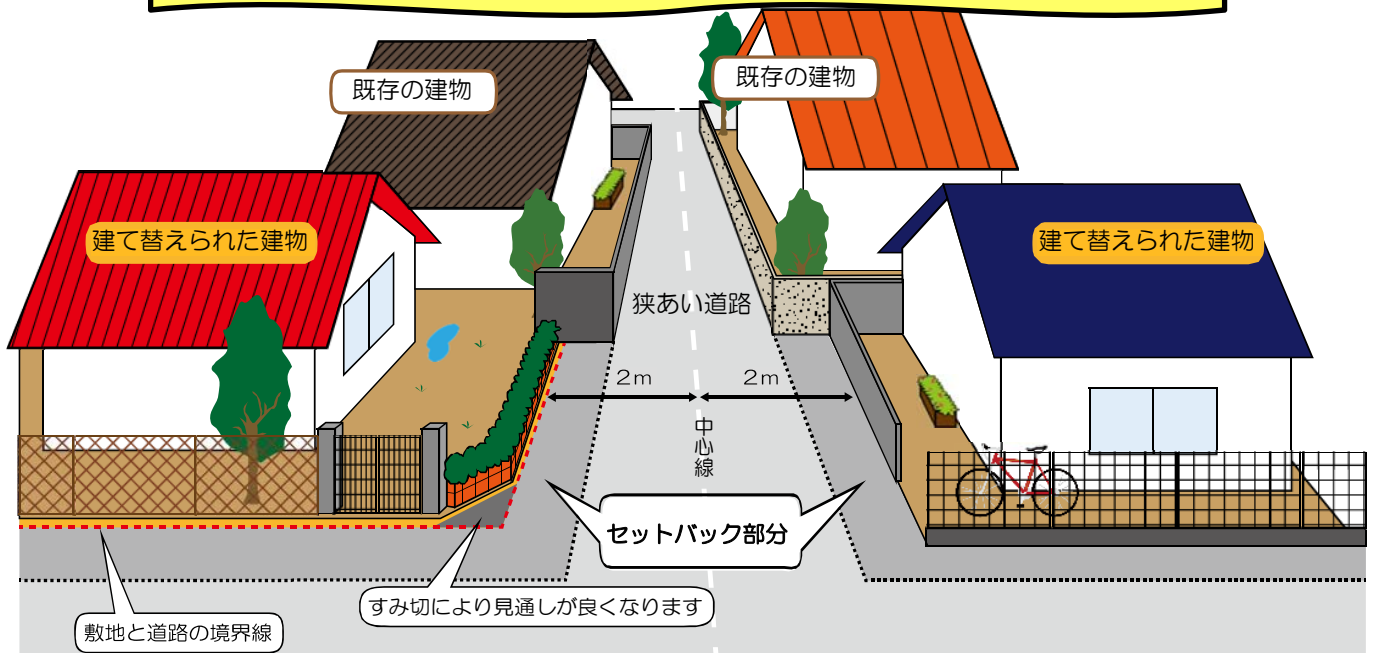 既存の建物
既存の建物
建て替えられた建物
建て替えられた建物
狭あい道路
2m
2m
中心線
セットバック部分
すみ切により見通しが良くなります
敷地と道路の境界線